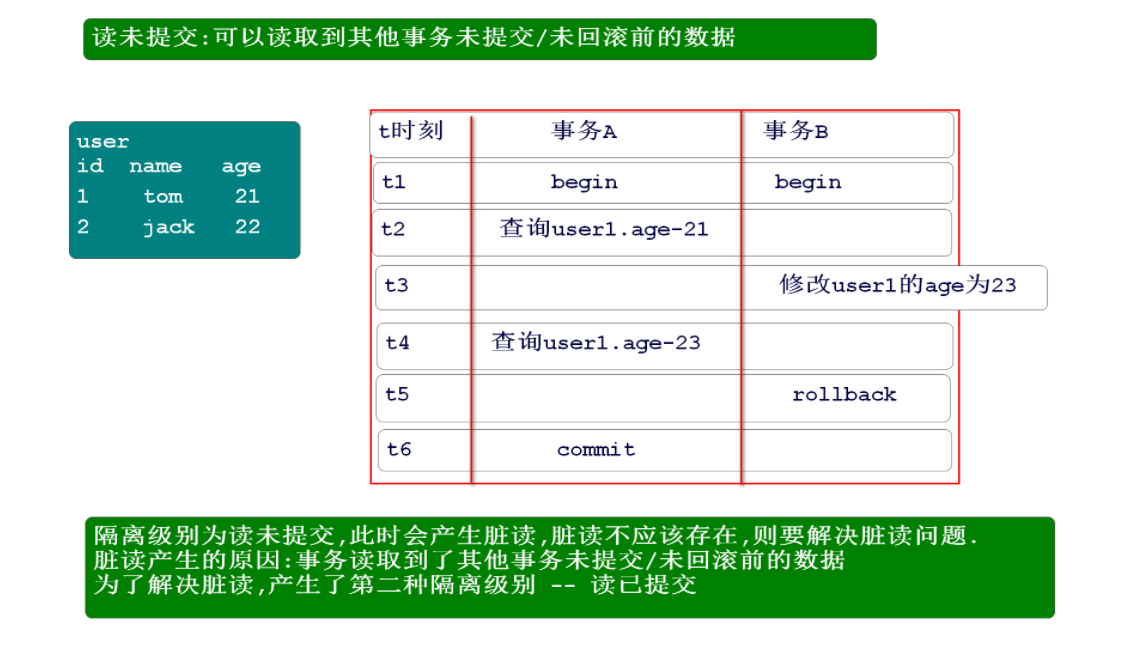 读未提交:可以读取到其他事务未提交/未回滚前的数据
user
id name age
1 tom 21
2 jack 22
t时刻 事务A 事务B
t1 begin begin
t2 查询user1.age-21
t3 修改user1的age为23
t4 查询user1.age-23
t5 rollback
t6 commit
隔离级别为读未提交,此时会产生脏读,脏读不应该存在,则要解决脏读问题.
脏读产生的原因:事务读取到了其他事务未提交/未回滚前的数据
为了解决脏读,产生了第二种隔离级别 -- 读已提交